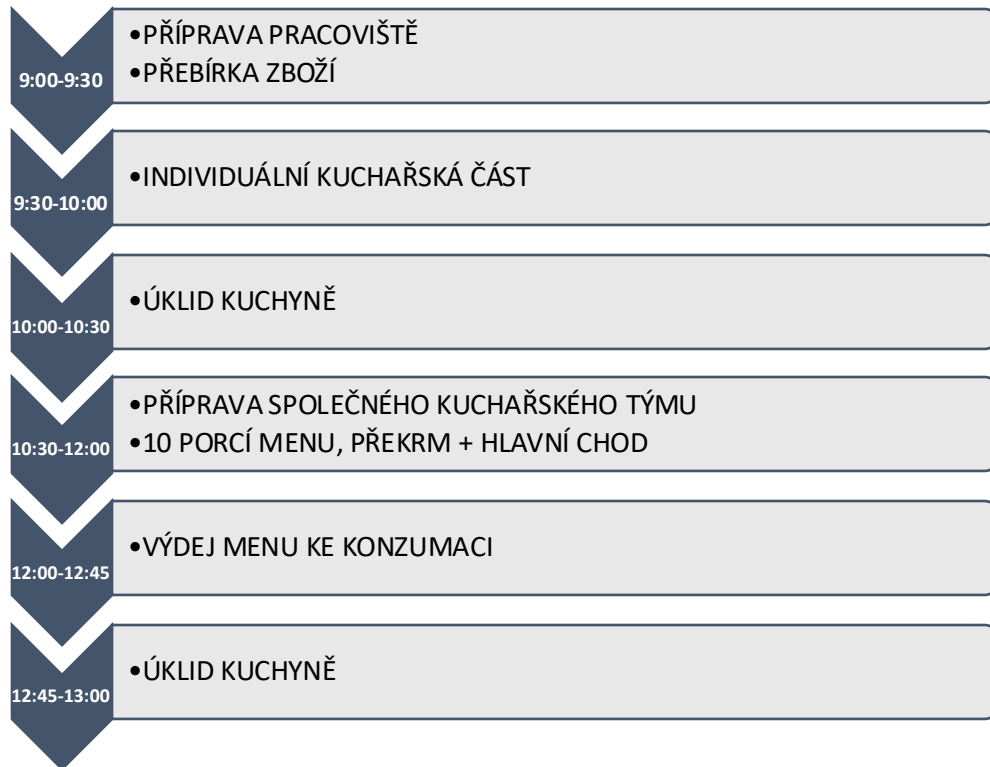 9:00-9:30
•PŘÍPRAVA PRACOVIŠTĚ
•PŘEBÍRKA ZBOŽÍ
9:30-10:00
•INDIVIDUÁLNÍ KUCHAŘSKÁ ČÁST
10:00-10:30
•ÚKLID KUCHYNĚ
10:30-12:00
•PŘÍPRAVA SPOLEČNÉHO KUCHAŘSKÉHO TÝMU
•10 PORCÍ MENU, PŘEKRM + HLAVNÍ CHOD
12:00-12:45
•VÝDEJ MENU KE KONZUMACI
12:45-13:00
•ÚKLID KUCHYNĚ